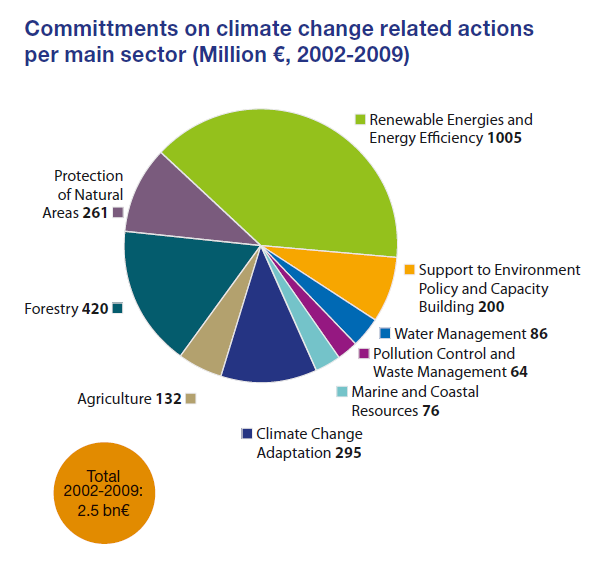 Committments on climate change related actions
per main sector (Million €, 2002-2009)
Renewable Energies and
Energy Efficiency 1005
Protection
of Natural
Areas 261
Support to Environment
Policy and Capacity
Building 200
Forestry 420
Water Management 86
Pollution Control and
Waste Management 64
Marine and Coastal
Resources 76
Agriculture 132
Climate Change
Adaptation 295
Total
2002-2009:
2.5 bn€